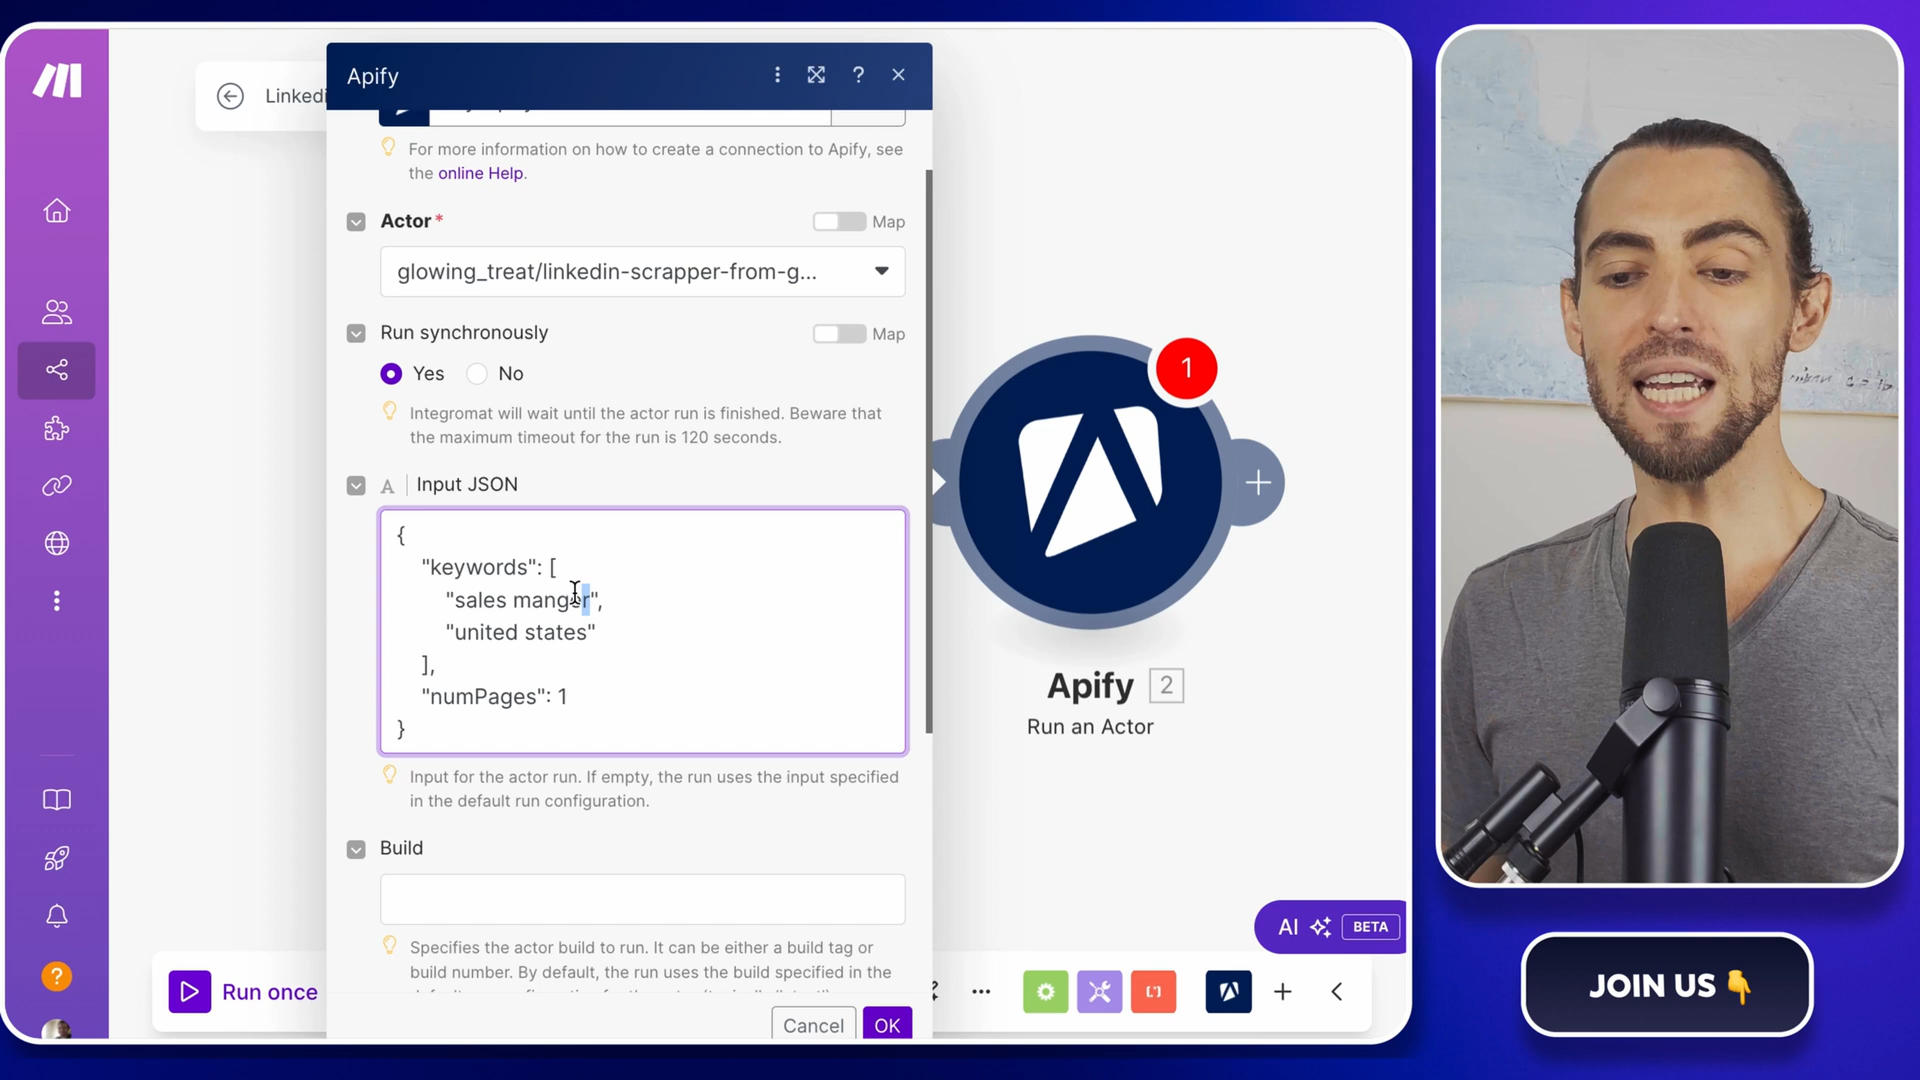 Apify
?
Linkedi
For more information on how to create a connection to Apify, see
the online Help.
Actor *
Map
glowing_treat/linkedin-scrapper-from-g...
Run synchronously
Map
Yes
No
Integromat will wait until the actor run is finished. Beware that
the maximum timeout for the run is 120 seconds.
A
Input JSON
{
"keywords": [
"sales manger",
"united states"
],
"numPages": 1
}
Input for the actor run. If empty, the run uses the input specified
in the default run configuration.
Build
Specifies the actor build to run. It can be either a build tag or
build number. By default, the run uses the build specified in the
Cancel
OK
Run once
?
1
Apify 2
Run an Actor
AI BETA
JOIN US 👇